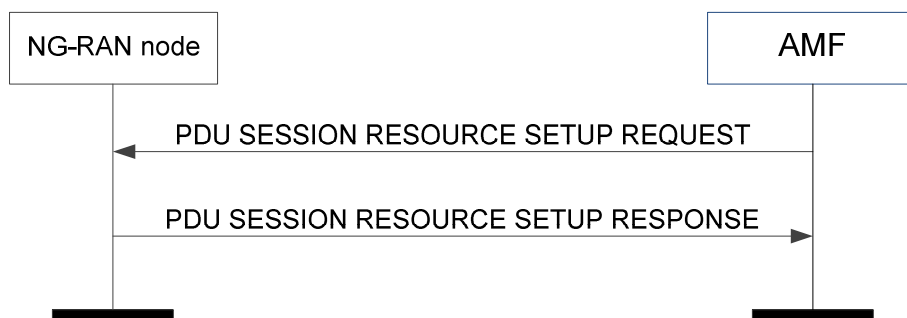 NG-RAN node
AMF
PDU SESSION RESOURCE SETUP REQUEST
PDU SESSION RESOURCE SETUP RESPONSE